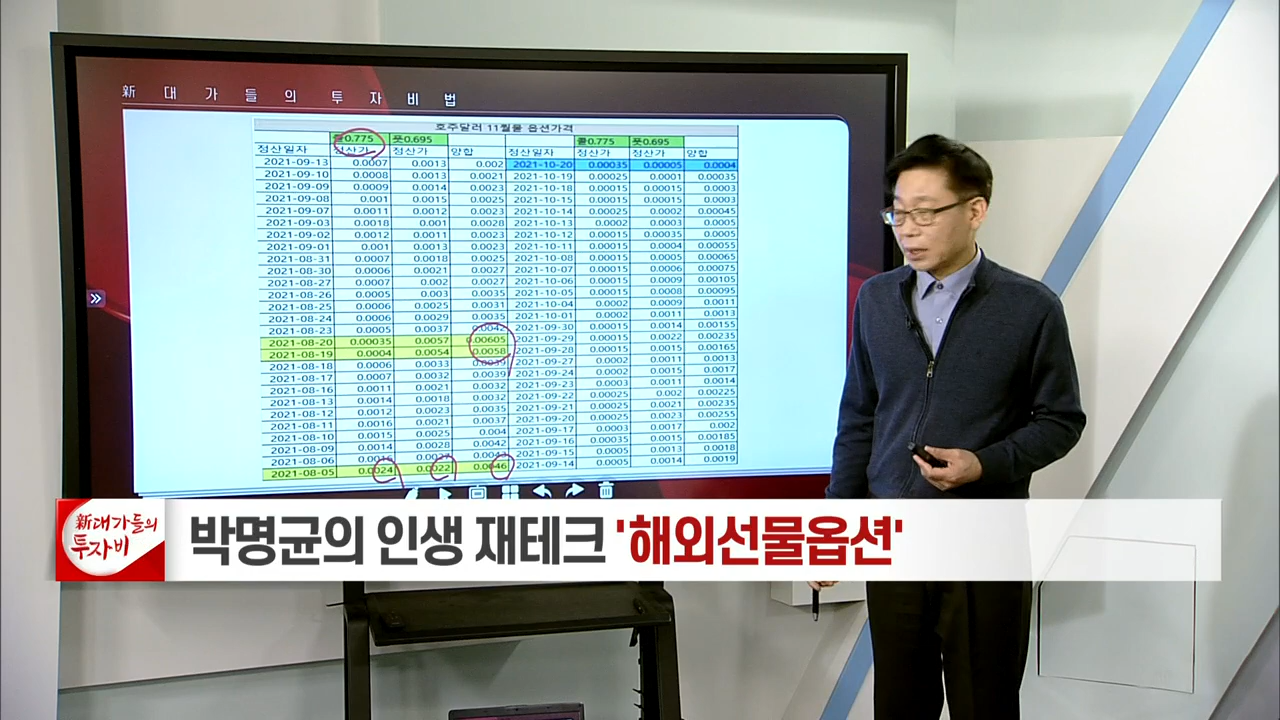 新 대 가 들 의 투 자 비 법
호주달러 11월물 옵션가격
콜0.775 풋0.695 콜0.775 풋0.695
정산일자 정산가 정산가 양합 정산일자 정산가 정산가 양합
2021-09-13 0.0007 0.0013 0.002 2021-10-20 0.00035 0.00005 0.0004
2021-09-10 0.0008 0.0013 0.0021 2021-10-19 0.00025 0.0001 0.00035
2021-09-09 0.0009 0.0014 0.0023 2021-10-18 0.00015 0.00015 0.0003
2021-09-08 0.001 0.0015 0.0025 2021-10-15 0.00015 0.00015 0.0003
2021-09-07 0.0011 0.0012 0.0023 2021-10-14 0.00025 0.0002 0.00045
2021-09-03 0.0018 0.001 0.0028 2021-10-13 0.0002 0.0003 0.0005
2021-09-02 0.0012 0.0011 0.0023 2021-10-12 0.00015 0.00035 0.0005
2021-09-01 0.001 0.0013 0.0023 2021-10-11 0.00015 0.0004 0.00055
2021-08-31 0.0007 0.0018 0.0025 2021-10-08 0.00015 0.0005 0.00065
2021-08-30 0.0006 0.0021 0.0027 2021-10-07 0.00015 0.0006 0.00075
2021-08-27 0.0007 0.002 0.0027 2021-10-06 0.00015 0.0009 0.00105
2021-08-26 0.0005 0.003 0.0035 2021-10-05 0.00015 0.0008 0.00095
2021-08-25 0.0006 0.0025 0.0031 2021-10-04 0.0002 0.0009 0.0011
2021-08-24 0.0006 0.0029 0.0035 2021-10-01 0.0002 0.0011 0.0013
2021-08-23 0.0005 0.0037 0.0042 2021-09-30 0.00015 0.0014 0.00155
2021-08-20 0.00035 0.0057 0.00605 2021-09-29 0.00015 0.0022 0.00235
2021-08-19 0.0004 0.0054 0.0058 2021-09-28 0.00015 0.0015 0.00165
2021-08-18 0.0006 0.0033 0.0039 2021-09-27 0.0002 0.0011 0.0013
2021-08-17 0.0007 0.0032 0.0039 2021-09-24 0.0002 0.0015 0.0017
2021-08-16 0.0011 0.0021 0.0032 2021-09-23 0.0003 0.0011 0.0014
2021-08-13 0.0014 0.0018 0.0032 2021-09-22 0.00025 0.002 0.00225
2021-08-12 0.0012 0.0023 0.0035 2021-09-21 0.00025 0.0021 0.00235
2021-08-11 0.0016 0.0021 0.0037 2021-09-20 0.00025 0.0023 0.00255
2021-08-10 0.0015 0.0025 0.004 2021-09-17 0.0003 0.0017 0.002
2021-08-09 0.0014 0.0028 0.0042 2021-09-16 0.00035 0.0015 0.00185
2021-08-06 2021-09-15 0.0005 0.0013 0.0018
2021-08-05 0.0024 0.0022 0.0046 2021-09-14 0.0005 0.0014 0.0019
新대가들의
투자비
박명균의 인생 재테크 '해외선물옵션'